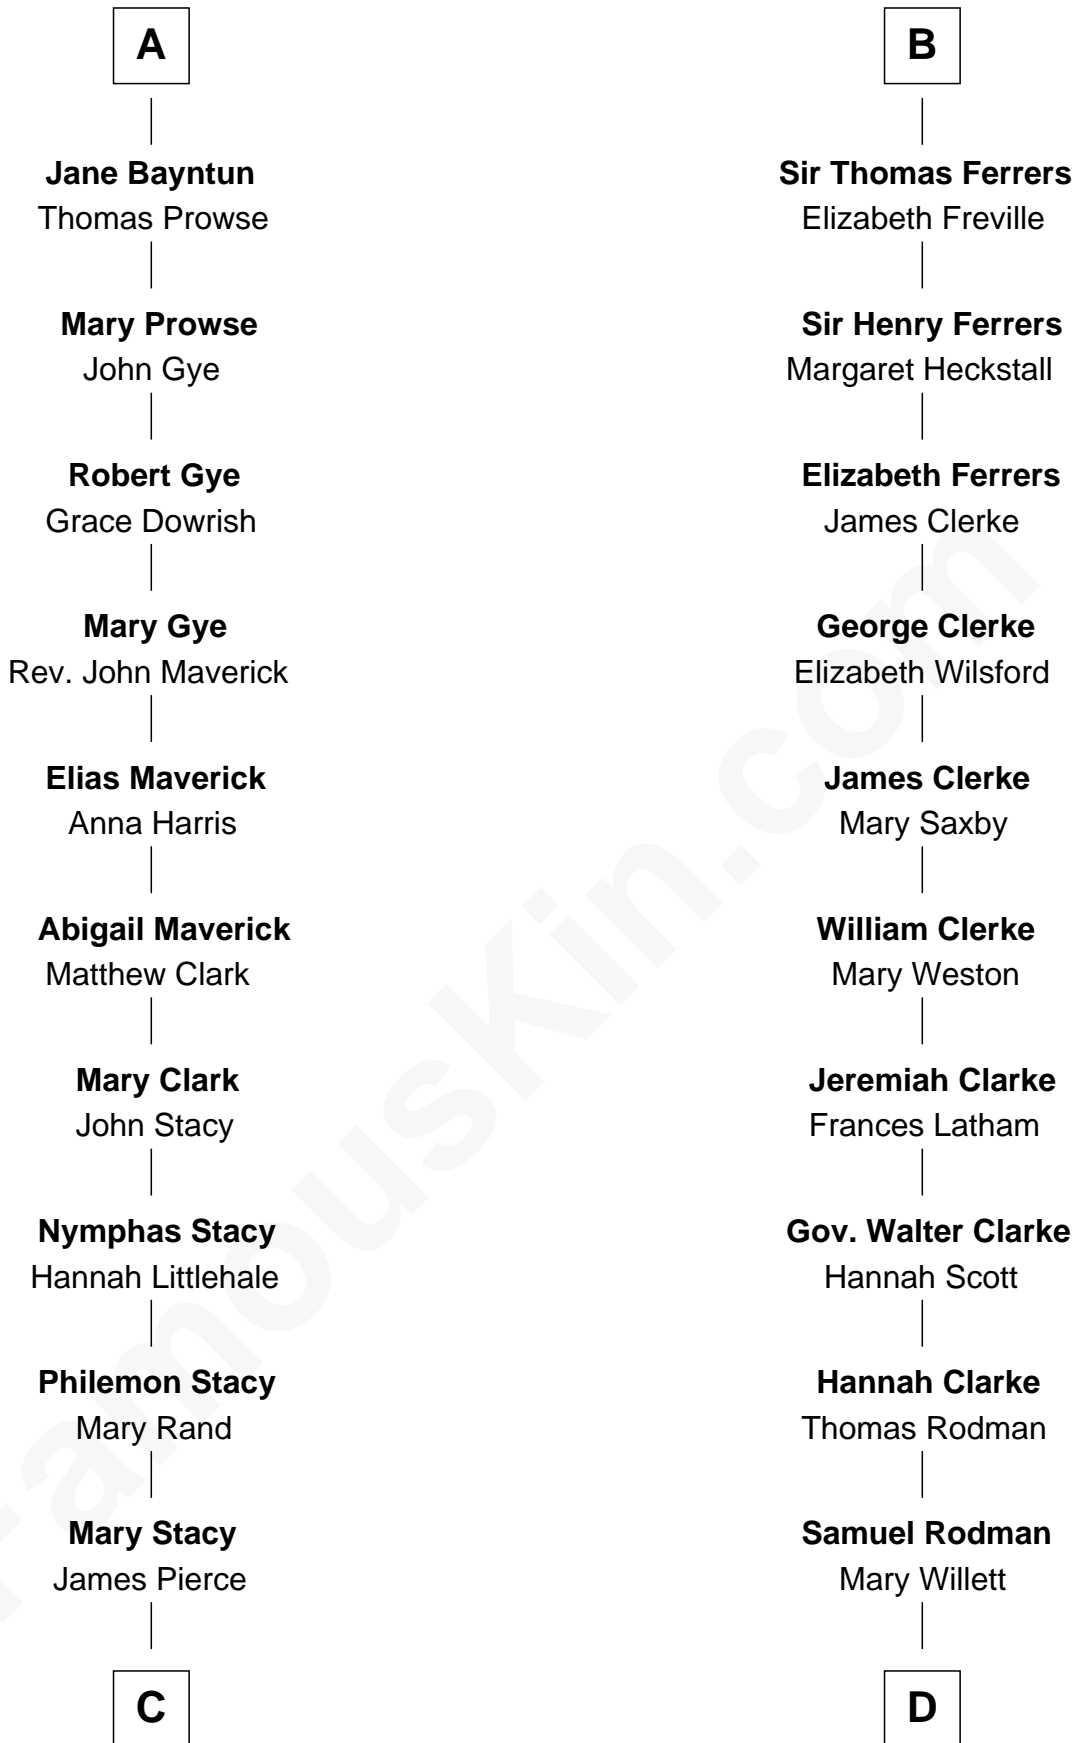 A
Jane Bayntun
Thomas Prowse
Mary Prowse
John Gye
Robert Gye
Grace Dowrish
Mary Gye
Rev. John Maverick
Elias Maverick
Anna Harris
Abigail Maverick
Matthew Clark
Mary Clark
John Stacy
Nymphas Stacy
Hannah Littlehale
Philemon Stacy
Mary Rand
Mary Stacy
James Pierce
C
B
Sir Thomas Ferrers
Elizabeth Freville
Sir Henry Ferrers
Margaret Heckstall
Elizabeth Ferrers
James Clerke
George Clerke
Elizabeth Wilsford
James Clerke
Mary Saxby
William Clerke
Mary Weston
Jeremiah Clarke
Frances Latham
Gov. Walter Clarke
Hannah Scott
Hannah Clarke
Thomas Rodman
Samuel Rodman
Mary Willett
D
FamousKin.com